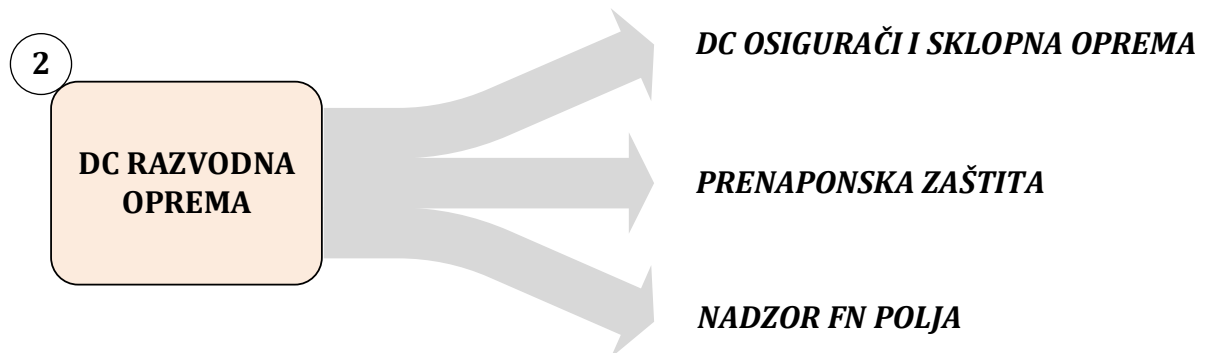 2
DC RAZVODNA
OPREMA
DC OSIGURAČI I SKLOPNA OPREMA
PRENAPONSKA ZAŠTITA
NADZOR FN POLJA